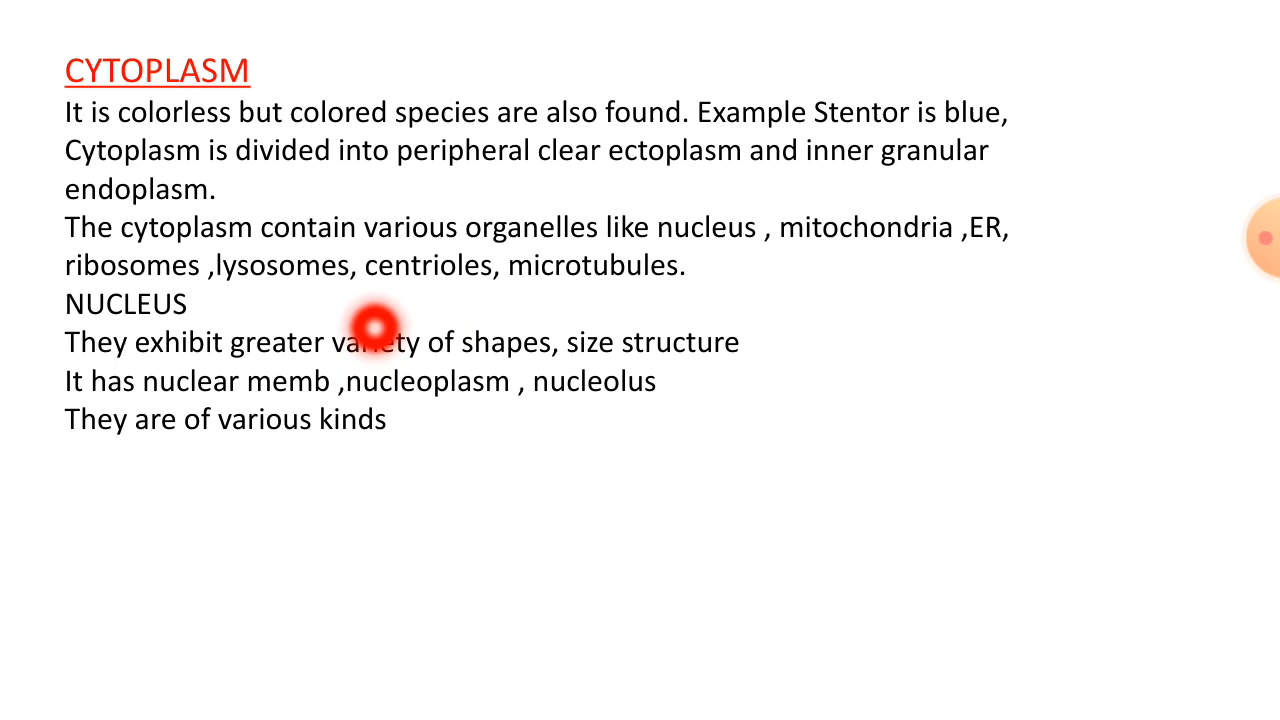 CYTOPLASM
It is colorless but colored species are also found. Example Stentor is blue,
Cytoplasm is divided into peripheral clear ectoplasm and inner granular
endoplasm.
The cytoplasm contain various organelles like nucleus , mitochondria ,ER,
ribosomes ,lysosomes, centrioles, microtubules.
NUCLEUS
They exhibit greater variety of shapes, size structure
It has nuclear memb ,nucleoplasm , nucleolus
They are of various kinds